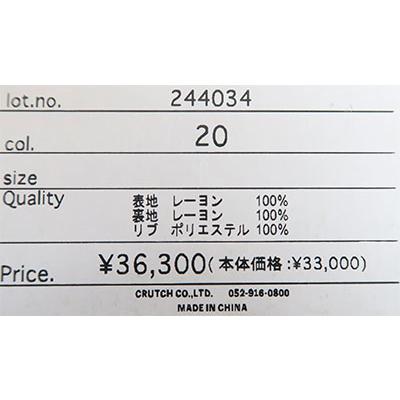 lot.no. 244034
col. 20
size
Quality 表地 レーヨン 100%
裏地 レーヨン 100%
リブ ポリエステル 100%
Price. ¥36,300(本体価格:¥33,000)
CRUTCH CO.,LTD. 052-916-0800
MADE IN CHINA